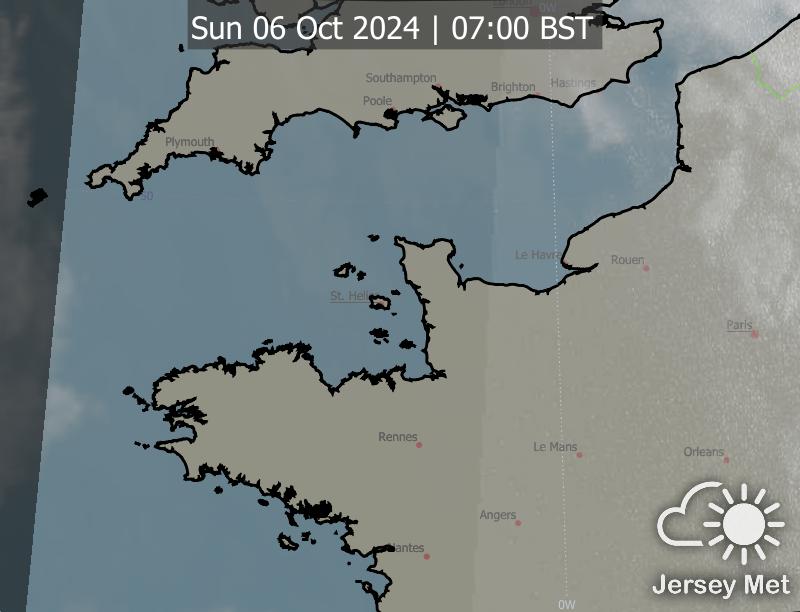 London 0W
Sun 06 Oct 2024 | 07:00 BST
Southampton
Brighton Hastings
Poole
Plymouth
50
Le Havre
Rouen
St. Helier
Paris
Rennes
Le Mans
Orleans
Angers
Nantes
Jersey Met
0W